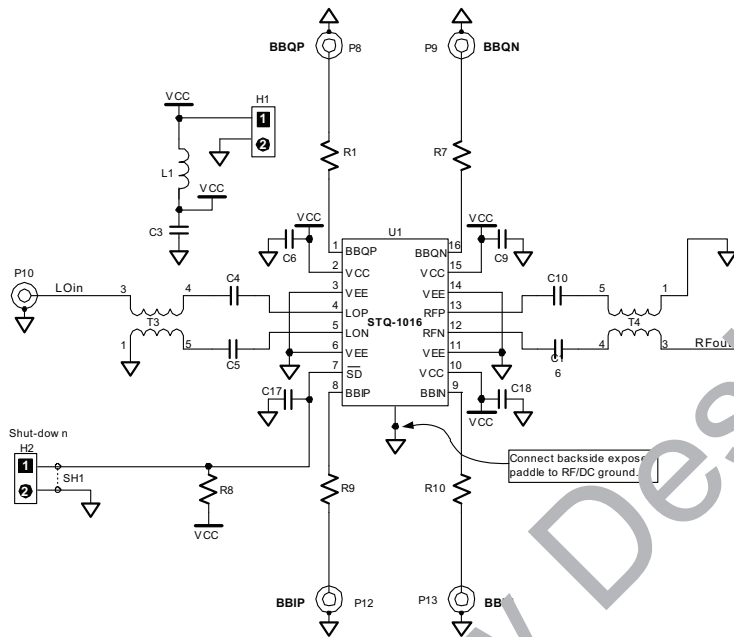 BBQP P8 P9 BBQN
VCC
H1
1
2
L1
VCC
C3
R1 R7
VCC U1 VCC
C6 C9
1 BBQP BBQN 16
2 VCC VCC 15
3 VEE VEE 14
4 LOP RFP 13
STQ-1016
5 LON RFN 12
6 VEE VEE 11
7 SD VCC 10
8 BBIP BBIN 9
P10
LOin
3 4 C4
T3
1 5 C5
C10 5 1
T4
C1
6
4 3 RFout
C17 C18
VCC
Shut-down
H2
1
2
SH1
R8
VCC
R9 R10
Connect backside expose
paddle to RF/DC ground.
BBIP P12 P13 BB
y Des